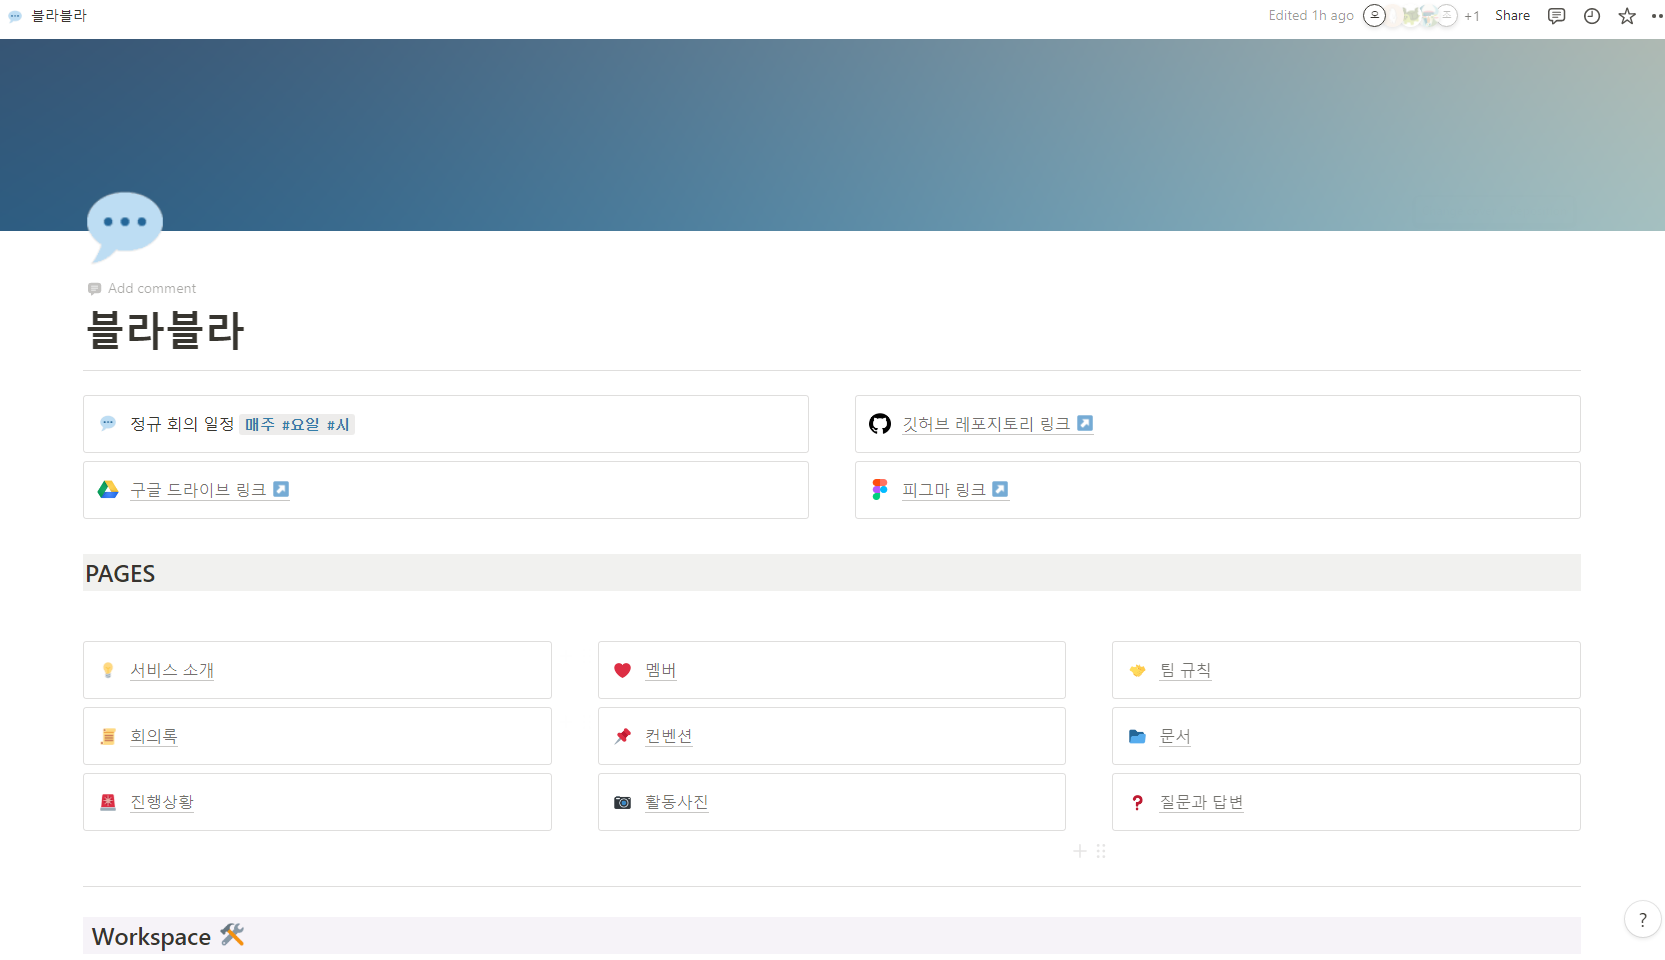 블라블라
Edited 1h ago
오
조
+1
Share
Add comment
블라블라
정규 회의 일정 매주 #요일 #시
깃허브 레포지토리 링크
구글 드라이브 링크
피그마 링크
PAGES
서비스 소개
멤버
팀 규칙
회의록
컨벤션
문서
진행상황
활동사진
질문과 답변
Workspace
?